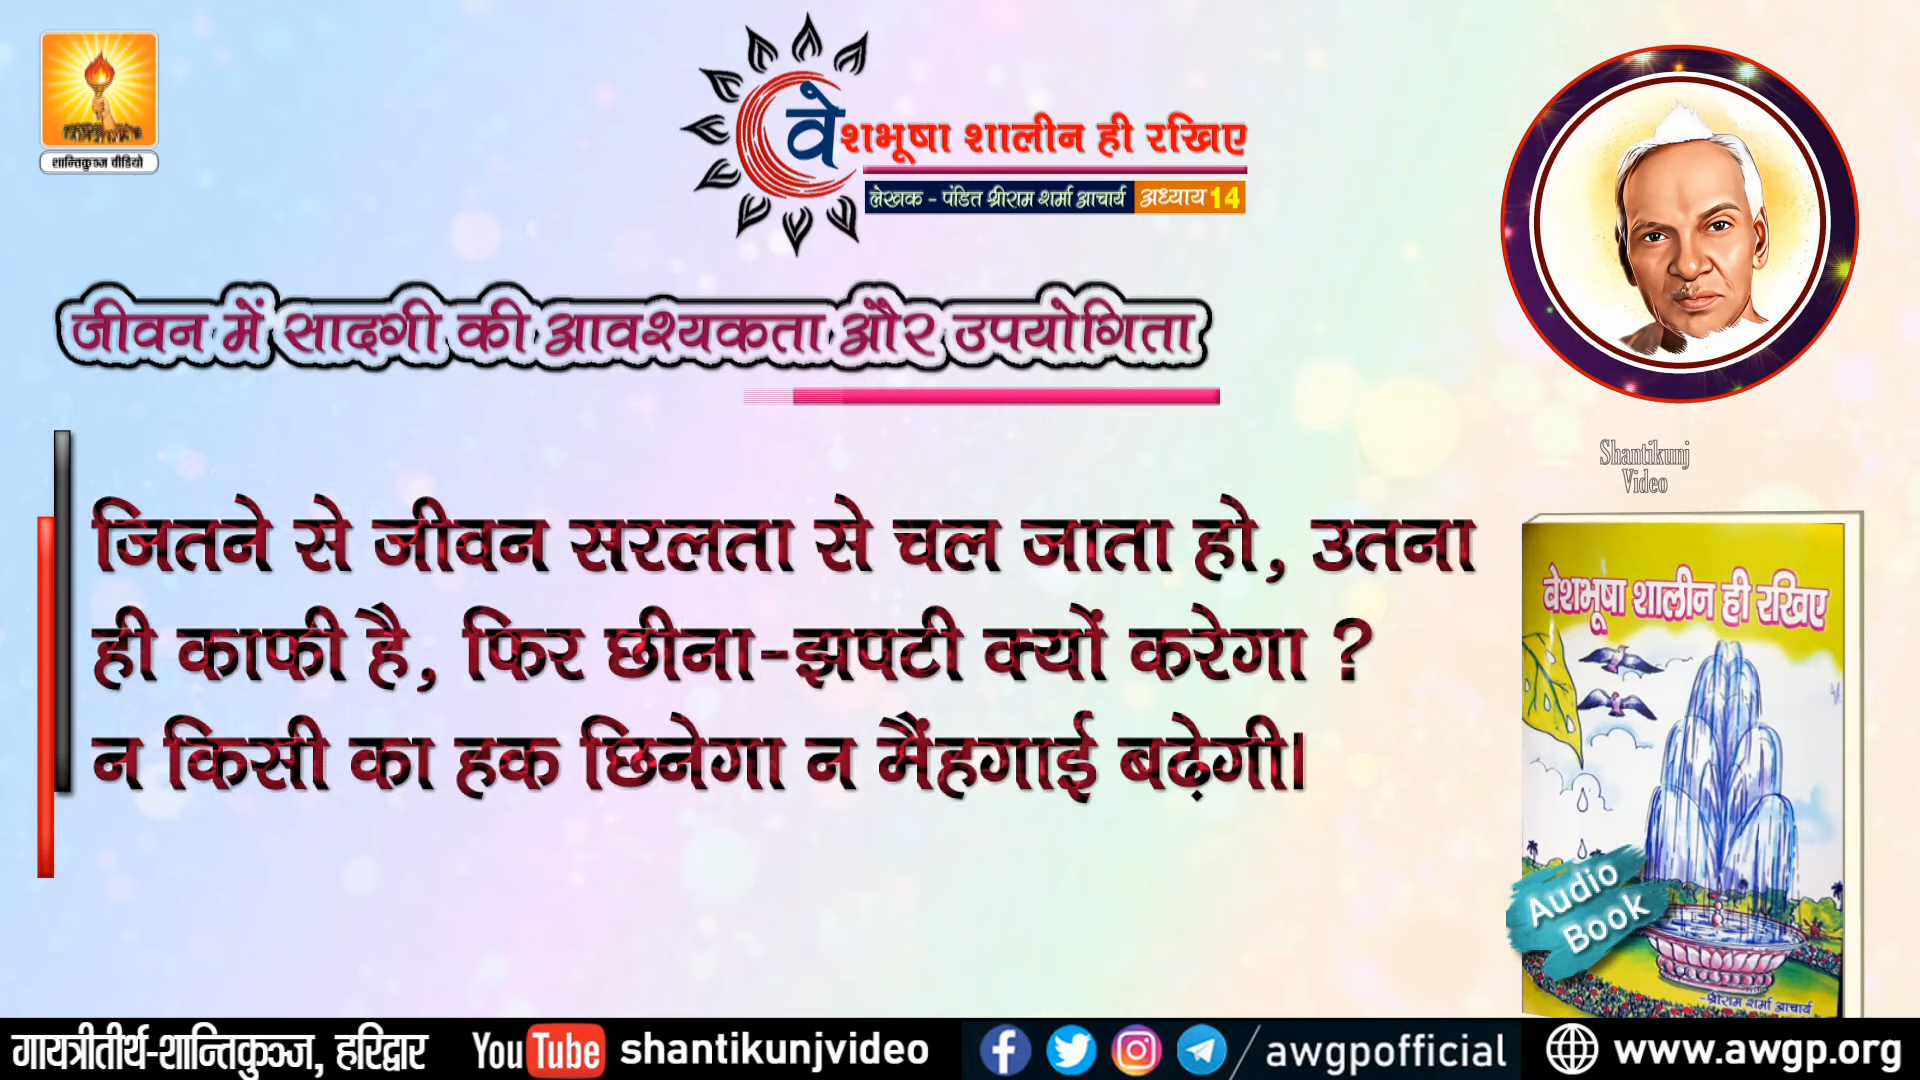 शान्तिकुञ्ज वीडियो
वेशभूषा शालीन ही रखिए
लेखक - पंडित श्रीराम शर्मा आचार्य अध्याय 14
जीवन में सादगी की आवश्यकता और उपयोगिता
जितने से जीवन सरलता से चल जाता हो, उतना
ही काफी है, फिर छीना-झपटी क्यों करेगा ?
न किसी का हक छिनेगा न मैंहगाई बढ़ेगी।
Shantikunj
Video
वेशभूषा शालीन ही रखिए
Audio
Book
-श्रीराम शर्मा आचार्य
गायत्रीतीर्थ-शान्तिकुञ्ज, हरिद्वार YouTube shantikunjvideo awgpofficial www.awgp.org